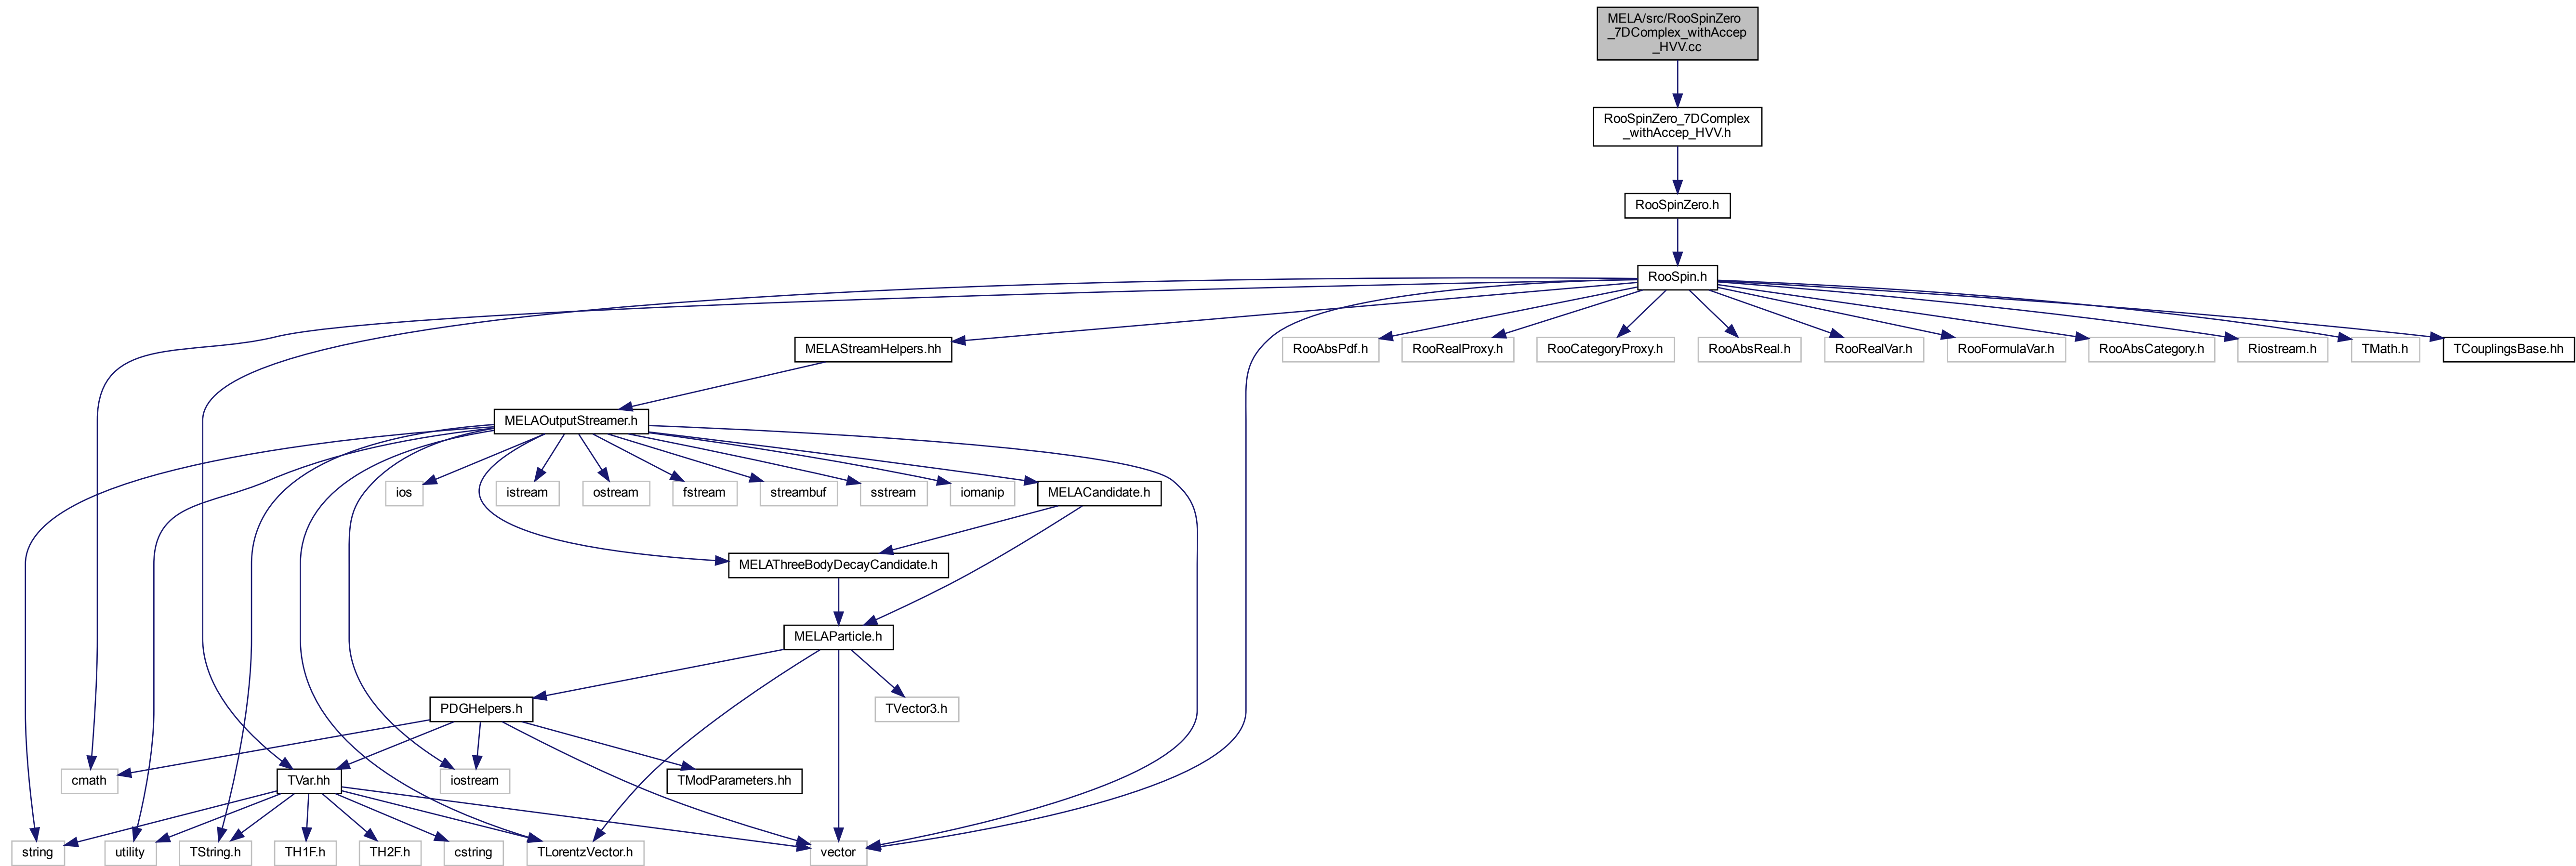 MELA/src/RooSpinZero
_7DComplex_withAccep
_HVV.cc
RooSpinZero_7DComplex
_withAccep_HVV.h
RooSpinZero.h
RooSpin.h
MELAStreamHelpers.hh
RooAbsPdf.h
RooRealProxy.h
RooCategoryProxy.h
RooAbsReal.h
RooRealVar.h
RooFormulaVar.h
RooAbsCategory.h
Riostream.h
TMath.h
TCouplingsBase.hh
MELAOutputStreamer.h
ios
istream
ostream
fstream
streambuf
sstream
iomanip
MELACandidate.h
MELAThreeBodyDecayCandidate.h
MELAParticle.h
PDGHelpers.h
TVector3.h
cmath
TVar.hh
iostream
TModParameters.hh
string
utility
TString.h
TH1F.h
TH2F.h
cstring
TLorentzVector.h
vector